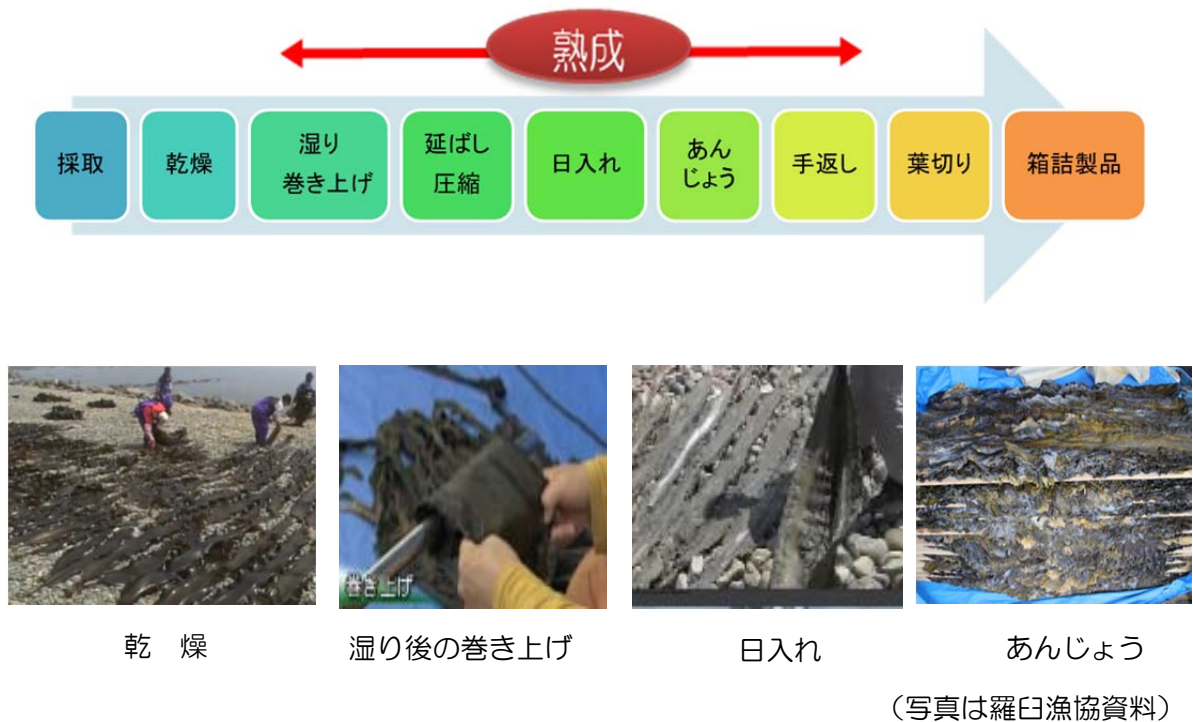 熟成
採取
乾燥
湿り
巻き上げ
延ばし
圧縮
日入れ
あん
じょう
手返し
葉切り
箱詰製品
巻き上げ
乾　燥
湿り後の巻き上げ
日入れ
あんじょう
（写真は羅臼漁協資料）